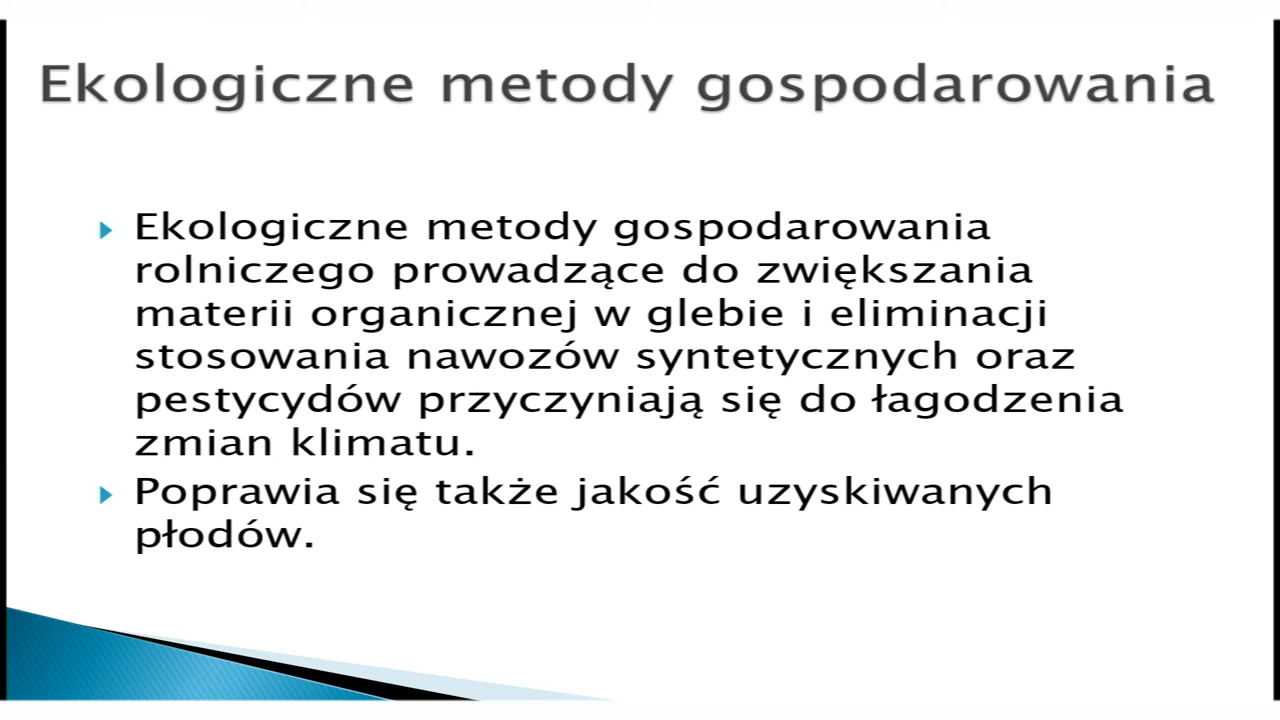 Ekologiczne metody gospodarowania
Ekologiczne metody gospodarowania
rolniczego prowadzące do zwiększania
materii organicznej w glebie i eliminacji
stosowania nawozów syntetycznych oraz
pestycydów przyczyniają się do łagodzenia
zmian klimatu.
Poprawia się także jakość uzyskiwanych
płodów.